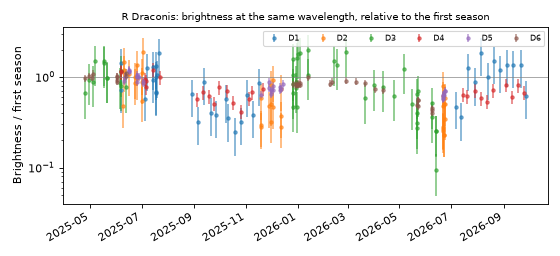 R Draconis: brightness at the same wavelength, relative to the first season
D1 D2 D3 D4 D5 D6
Brightness / first season
10⁰
10⁻¹
2025-05 2025-07 2025-09 2025-11 2026-01 2026-03 2026-05 2026-07 2026-09